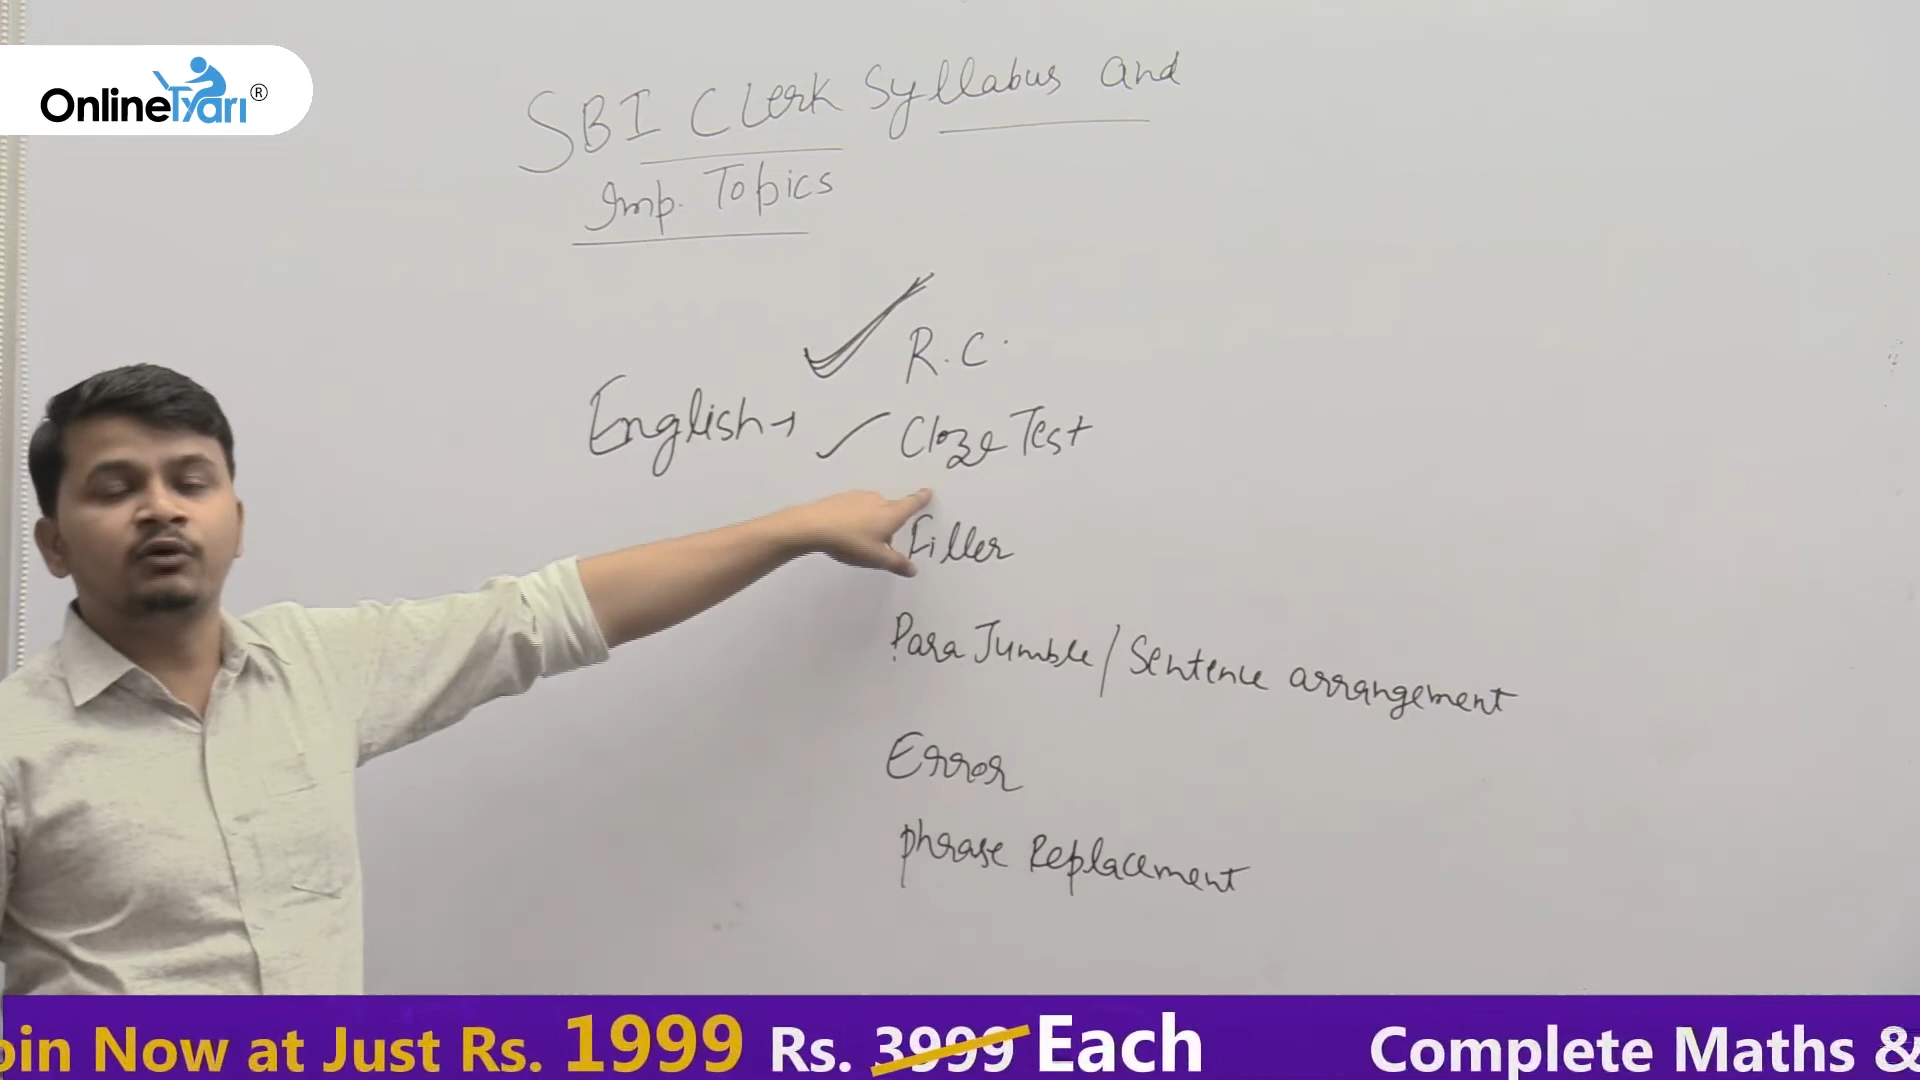 OnlineTyari®
SBI Clerk Syllabus and
Imp. Topics
R.C.
English → Cloze Test
Filler
Para Jumble / Sentence arrangement
Error
Phrase Replacement
oin Now at Just Rs. 1999 Rs. 3999 Each Complete Maths &